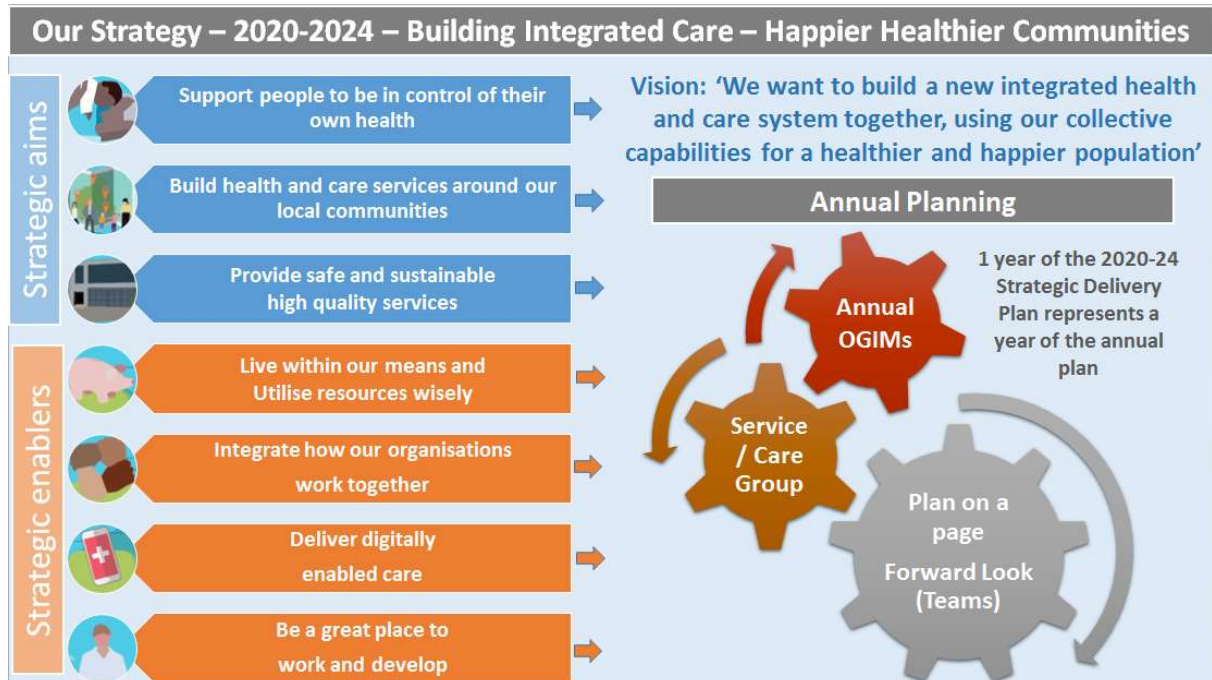 Our Strategy – 2020-2024 – Building Integrated Care – Happier Healthier Communities
Strategic aims
Support people to be in control of their
own health
Build health and care services around our
local communities
Provide safe and sustainable
high quality services
Strategic enablers
Live within our means and
Utilise resources wisely
Integrate how our organisations
work together
Deliver digitally
enabled care
Be a great place to
work and develop
Vision: ‘We want to build a new integrated health
and care system together, using our collective
capabilities for a healthier and happier population’
Annual Planning
Annual
OGIMs
1 year of the 2020-24
Strategic Delivery
Plan represents a
year of the annual
plan
Service
/ Care
Group
Plan on a
page
Forward Look
(Teams)